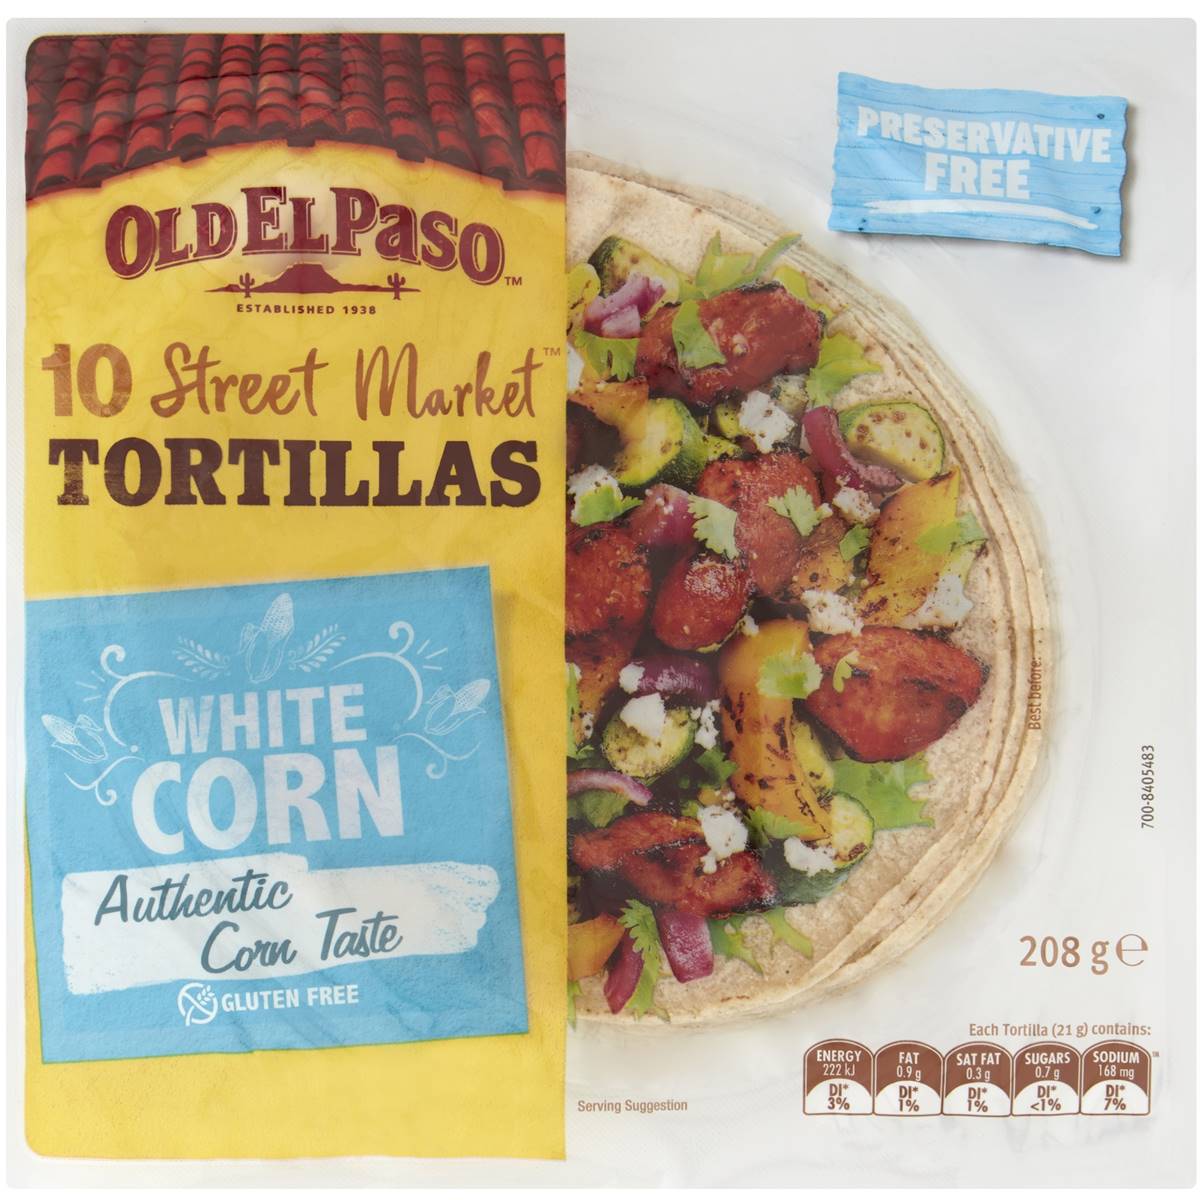 OLD EL PASO™
ESTABLISHED 1938
10 Street Market™
TORTILLAS
WHITE
CORN
Authentic
Corn Taste
GLUTEN FREE
PRESERVATIVE
FREE
Best before:
700-8405483
208 g ℮
Each Tortilla (21 g) contains:
ENERGY FAT SAT FAT SUGARS SODIUM
222 kJ 0.9 g 0.3 g 0.7 g 168 mg
DI* DI* DI* DI* DI*
3% 1% 1% <1% 7%
Serving Suggestion